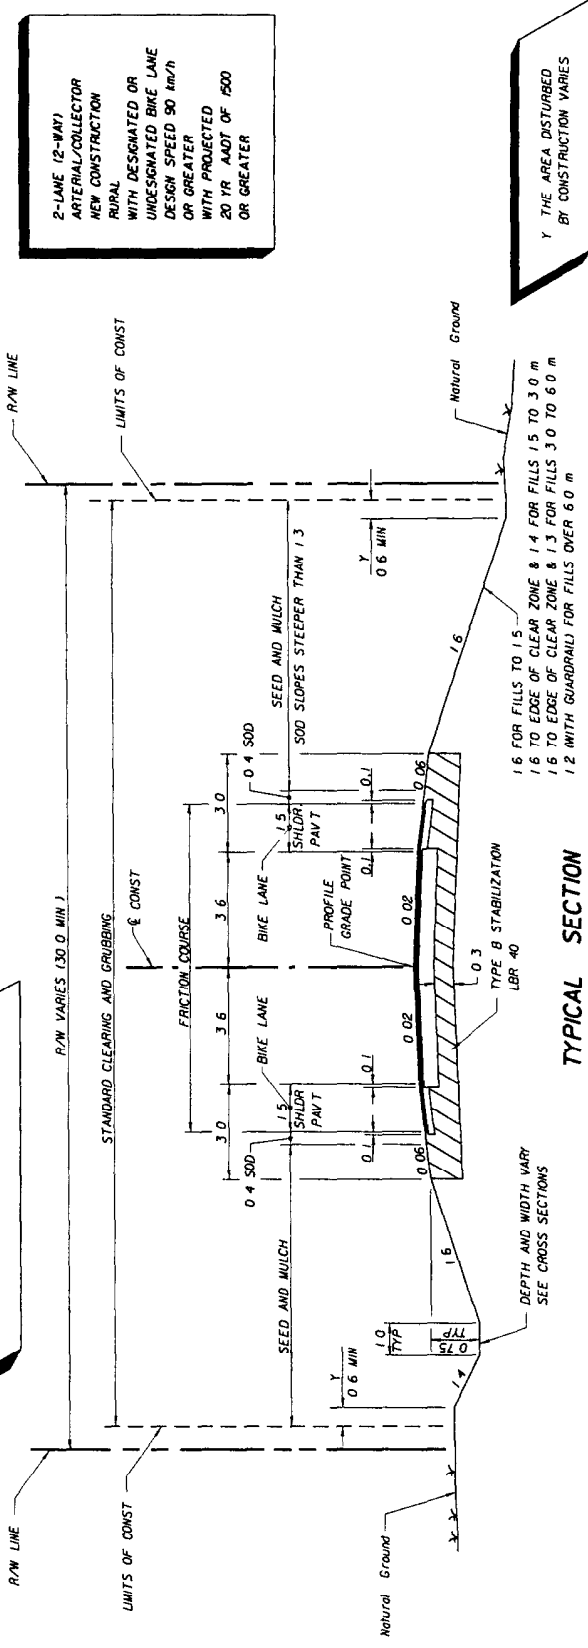 2-LANE (2-WAY)
ARTERIAL/COLLECTOR
NEW CONSTRUCTION
RURAL
WITH DESIGNATED OR
UNDESIGNATED BIKE LANE
DESIGN SPEED 90 km/h
OR GREATER
WITH PROJECTED
20 YR AADT OF 1500
OR GREATER
Y THE AREA DISTURBED
BY CONSTRUCTION VARIES
R/W LINE
R/W LINE
LIMITS OF CONST
LIMITS OF CONST
R/W VARIES (30 0 MIN )
STANDARD CLEARING AND GRUBBING
℄ CONST
FRICTION COURSE
3 0
3 6
3 6
3 0
0 4 SOD
0 4 SOD
1 5
SHLDR
PAVT
BIKE LANE
BIKE LANE
1 5
SHLDR
PAVT
SEED AND MULCH
SEED AND MULCH
SOD SLOPES STEEPER THAN 1 3
Y
0 6 MIN
Y
0 6 MIN
0.1
0.1
0.1
0.1
PROFILE
GRADE POINT
0 06
0 02
0 02
0 06
1 0
TYP
0 75
TYP
1 4
1 6
1 6
Natural Ground
Natural Ground
0 3
TYPE B STABILIZATION
LBR 40
DEPTH AND WIDTH VARY
SEE CROSS SECTIONS
1 6 FOR FILLS TO 1 5
1 6 TO EDGE OF CLEAR ZONE & 1 4 FOR FILLS 1 5 TO 3 0 m
1 6 TO EDGE OF CLEAR ZONE & 1 3 FOR FILLS 3 0 TO 6 0 m
1 2 (WITH GUARDRAIL) FOR FILLS OVER 6 0 m
TYPICAL SECTION